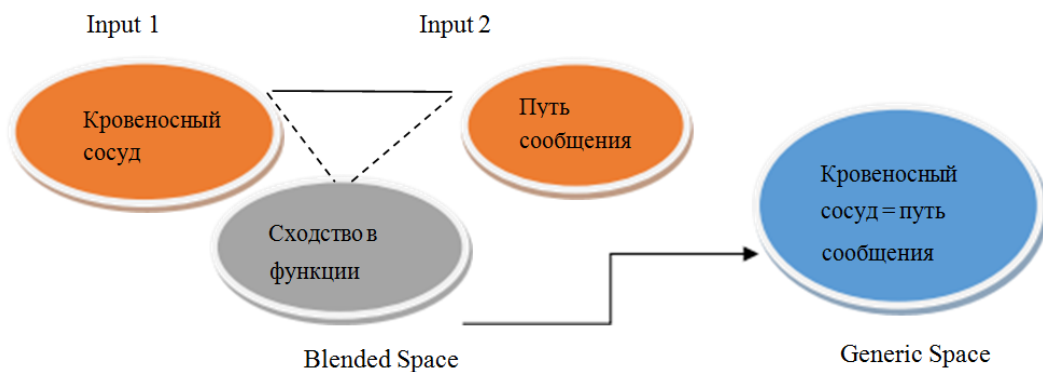 Input 1
Input 2
Кровеносный
сосуд
Путь
сообщения
Сходство в
функции
Кровеносный
сосуд = путь
сообщения
Blended Space
Generic Space